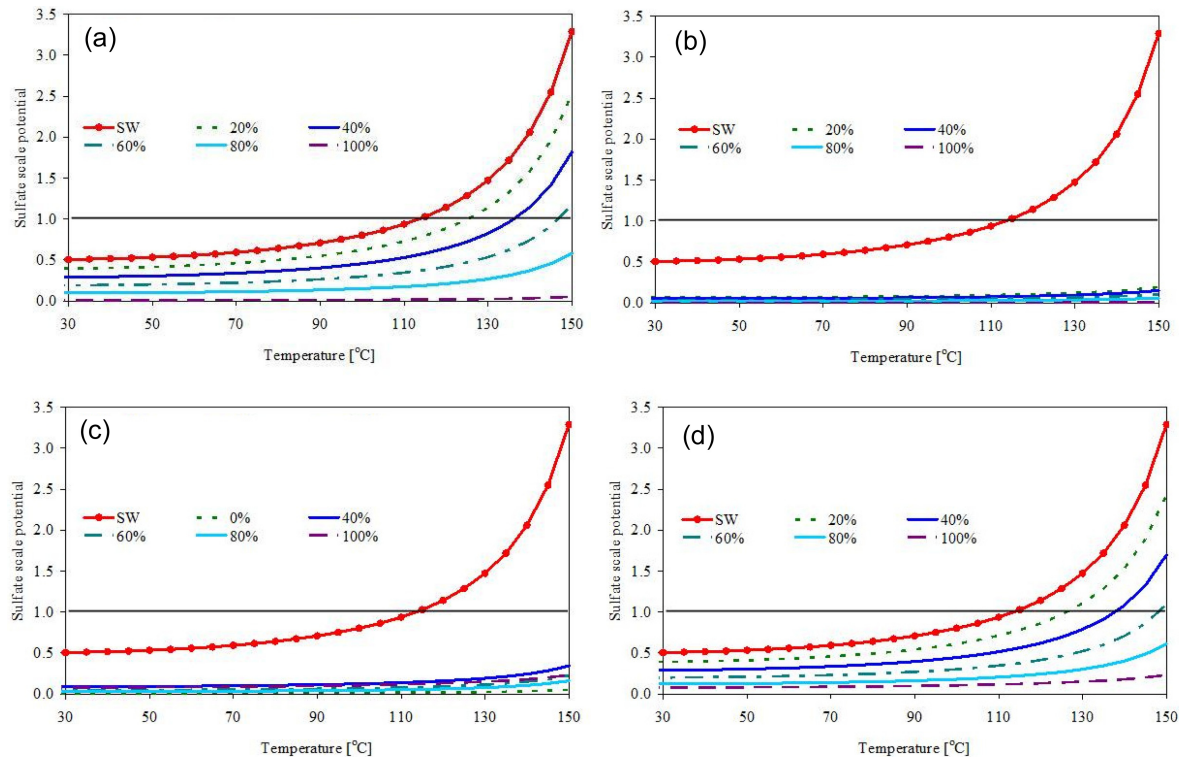 (a)
3.5
3.0
2.5
2.0
1.5
1.0
0.5
0.0
Sulfate scale potential
SW 20% 40%
60% 80% 100%
30 50 70 90 110 130 150
Temperature [°C]
(b)
3.5
3.0
2.5
2.0
1.5
1.0
0.5
0.0
Sulfate scale potential
SW 20% 40%
60% 80% 100%
30 50 70 90 110 130 150
Temperature [°C]
(c)
3.5
3.0
2.5
2.0
1.5
1.0
0.5
0.0
Sulfate scale potential
SW 0% 40%
60% 80% 100%
30 50 70 90 110 130 150
Temperature [°C]
(d)
3.5
3.0
2.5
2.0
1.5
1.0
0.5
0.0
Sulfate scale potential
SW 20% 40%
60% 80% 100%
30 50 70 90 110 130 150
Temperature [°C]